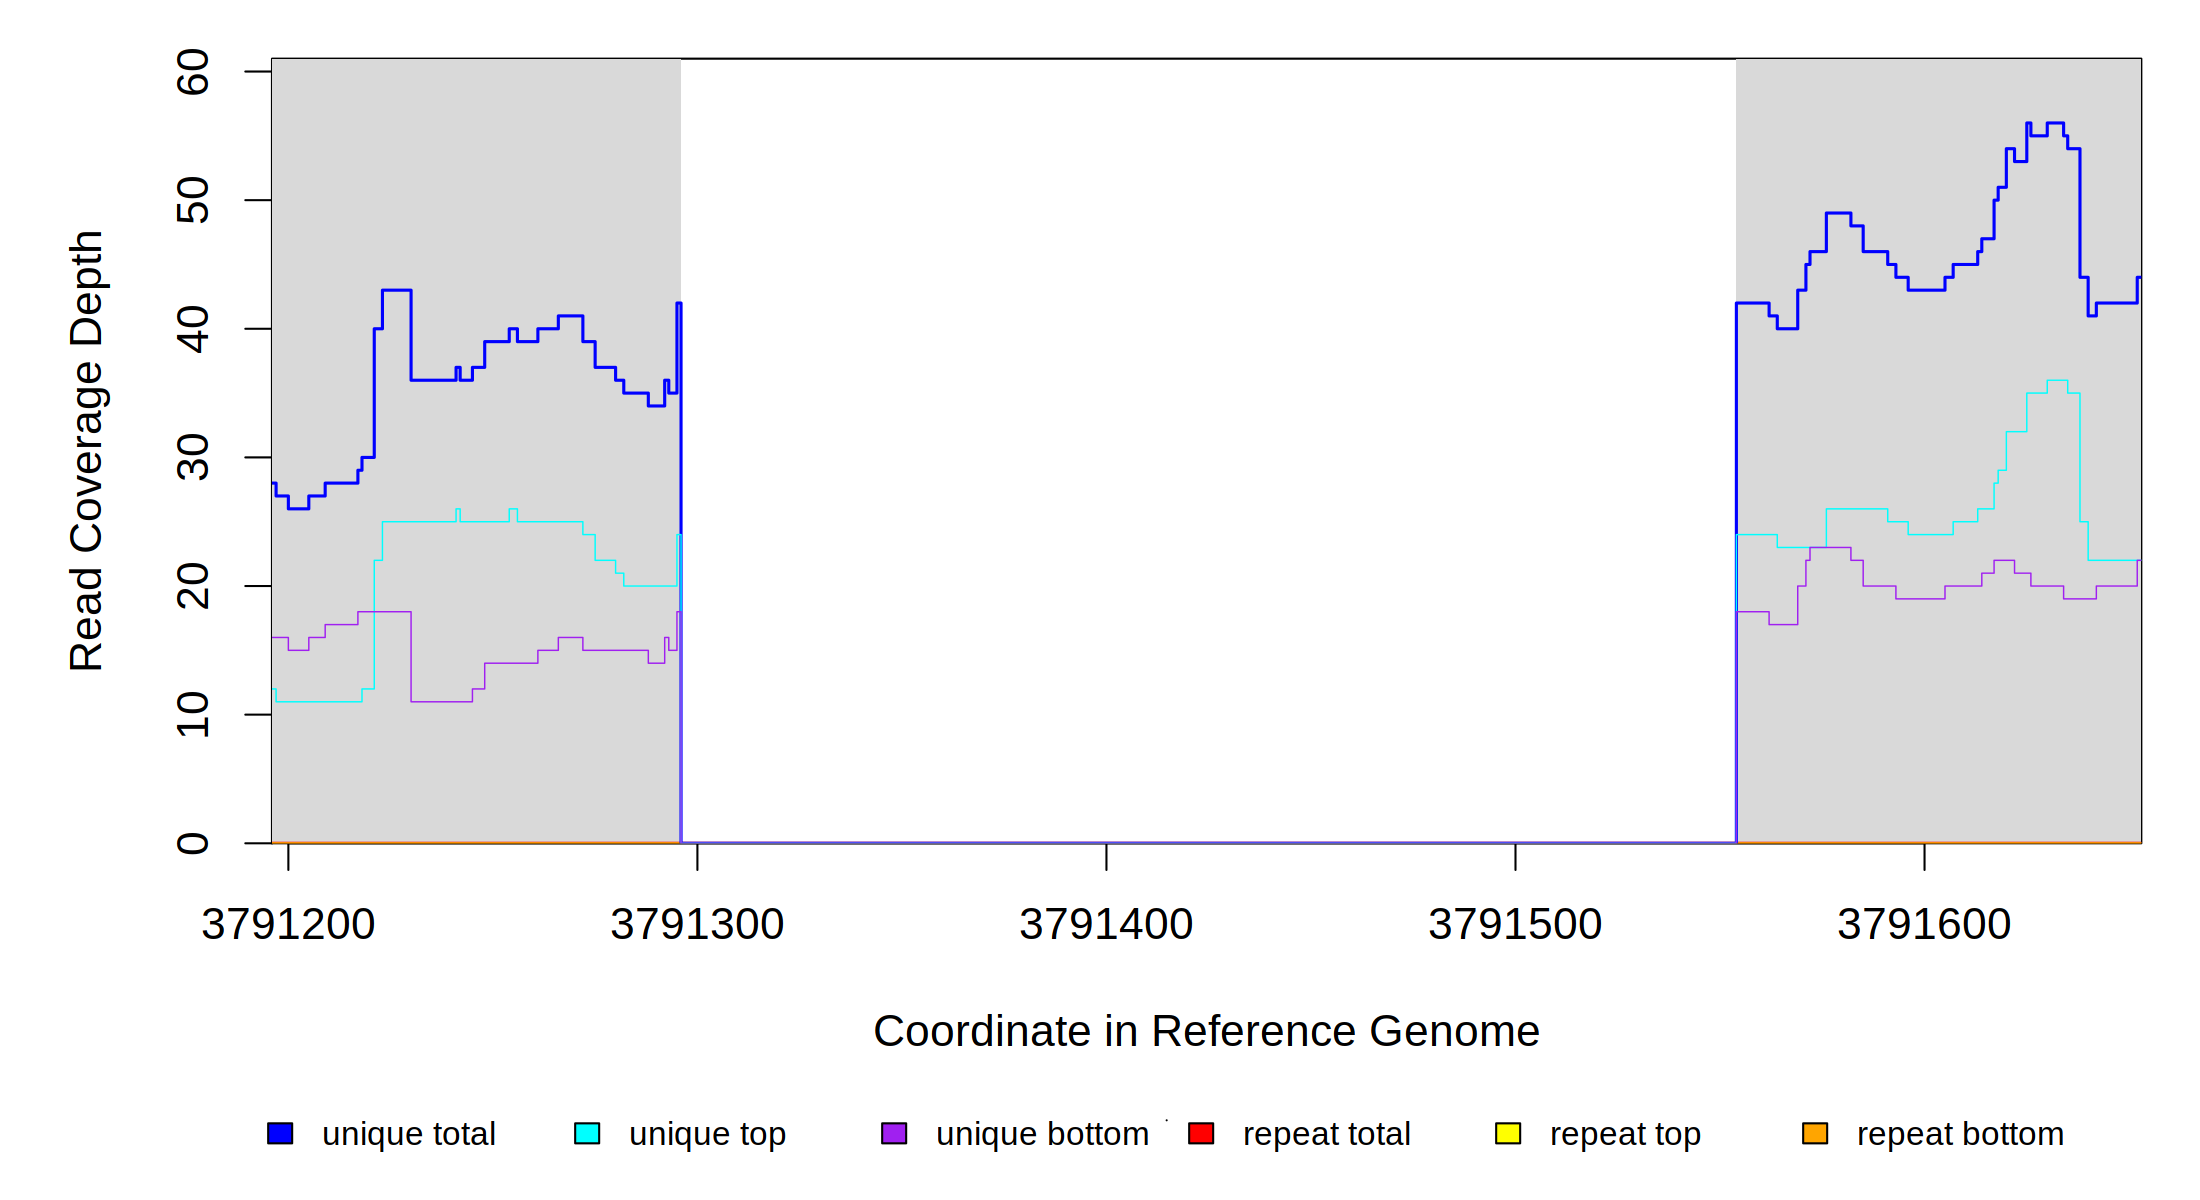 60
50
40
30
20
10
0
Read Coverage Depth
3791200 3791300 3791400 3791500 3791600
Coordinate in Reference Genome
unique total unique top unique bottom repeat total repeat top repeat bottom